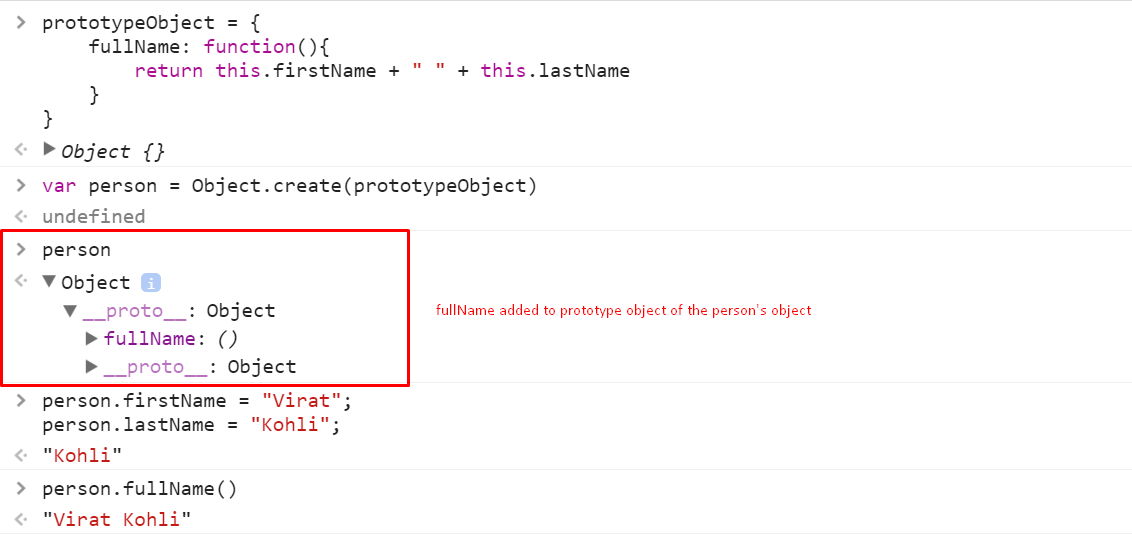 prototypeObject = {
    fullName: function(){
        return this.firstName + " " + this.lastName
    }
}
Object {}
var person = Object.create(prototypeObject)
undefined
person
Object i
__proto__: Object
fullName added to prototype object of the person's object
fullName: ()
__proto__: Object
person.firstName = "Virat";
person.lastName = "Kohli";
"Kohli"
person.fullName()
"Virat Kohli"